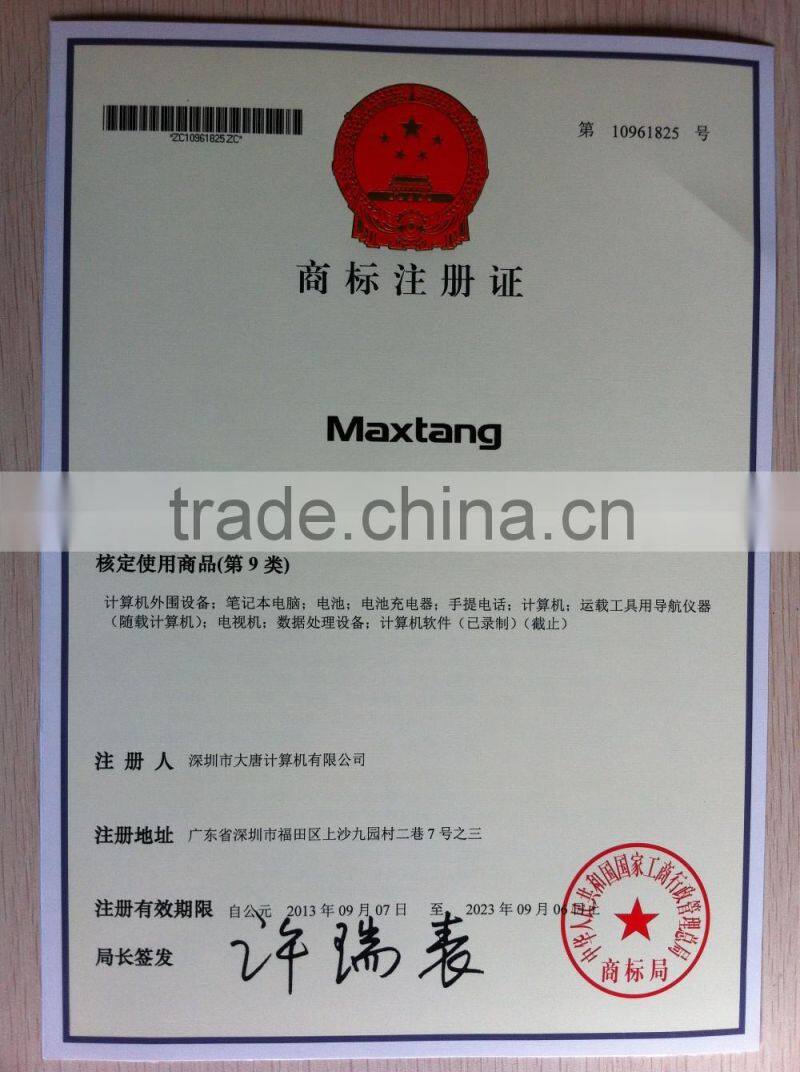 *ZC10961825ZC*
第 10961825 号
商标注册证
Maxtang
trade.china.cn
核定使用商品(第 9 类)
计算机外围设备；笔记本电脑；电池；电池充电器；手提电话；计算机；运载工具用导航仪器
（随载计算机）；电视机；数据处理设备；计算机软件（已录制）（截止）
注 册 人 深圳市大唐计算机有限公司
注册地址 广东省深圳市福田区上沙九园村二巷 7 号之三
注册有效期限 自公元 2013 年 09 月 07 日 至 2023 年 09 月 06 日止
局长签发 许瑞表
中华人民共和国国家工商行政管理总局
商标局